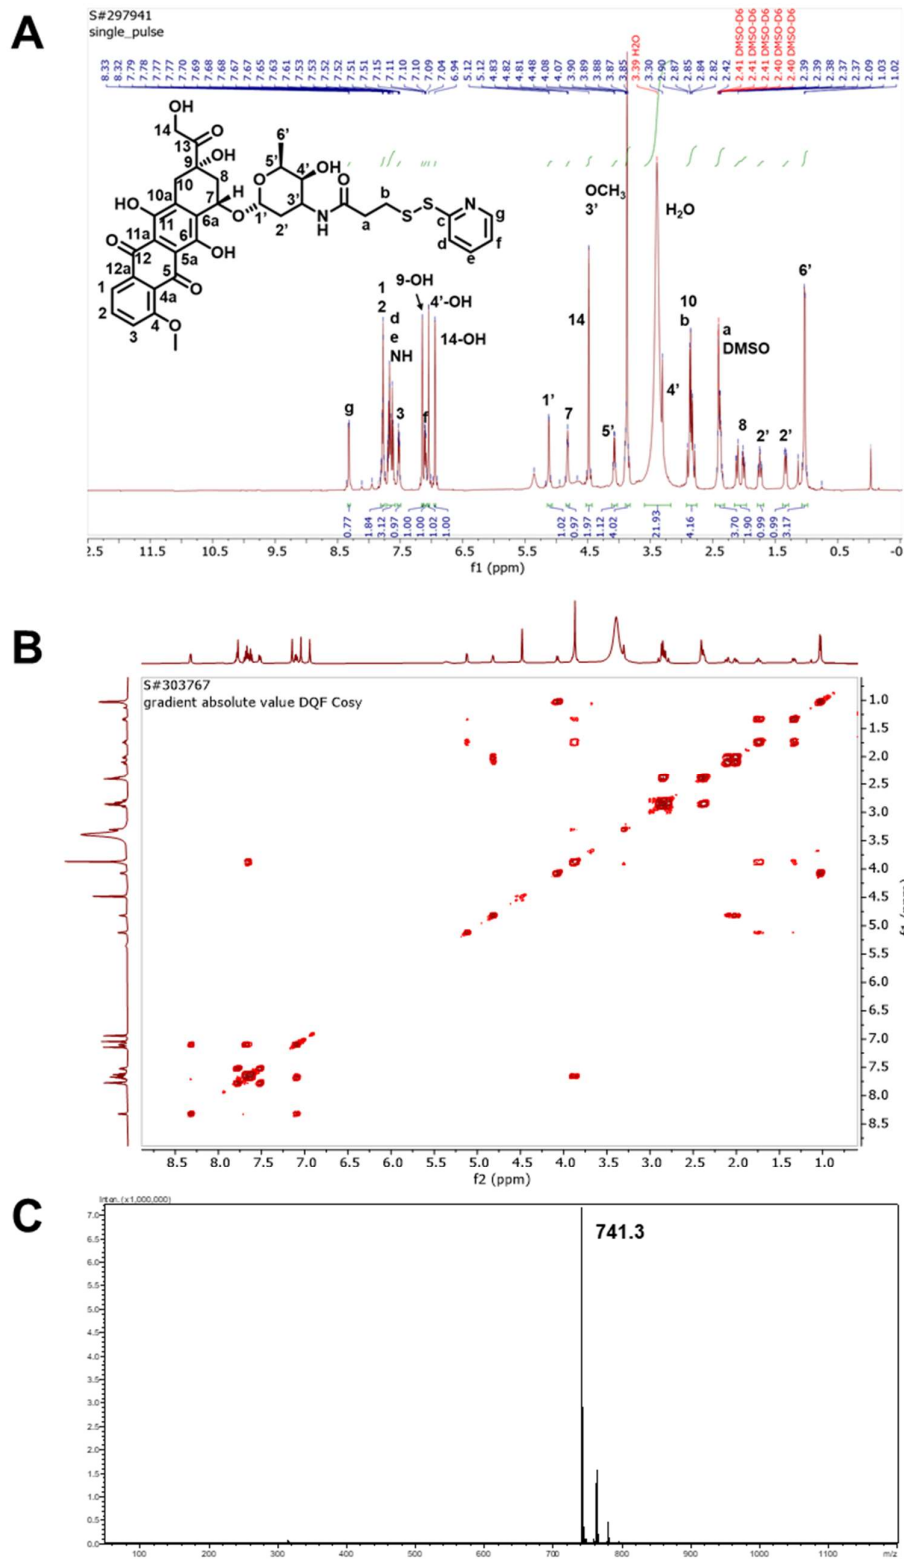 A
S#297941
single_pulse
8.33 8.32 7.79 7.78 7.77 7.77 7.70 7.69 7.68 7.68 7.67 7.67 7.65 7.63 7.61 7.53 7.53 7.52 7.52 7.51 7.51 7.15 7.11 7.10 7.10 7.09 7.04 6.94 5.12 5.12 4.83 4.82 4.81 4.48 4.08 4.07 3.90 3.89 3.88 3.87 3.85 3.39 H2O 3.30 2.90 2.87 2.85 2.84 2.82 2.42 2.41 DMSO-D6 2.41 DMSO-D6 2.41 DMSO-D6 2.40 DMSO-D6 2.40 DMSO-D6 2.39 2.39 2.38 2.37 2.37 1.09 1.03 1.02
OH
14
13 O
9 OH
10 8
10a 7 H
HO 11 6a O
11a 6 OH
O 12 5a
12a 5 O
1 4a
2 4 O
3
6'
5' O 4' OH
1' 3' O b
2' N H a S S N
c g
d f
e
OCH3
3'
H2O
6'
9-OH
4'-OH
14-OH
1
2
d
e
NH
g
3
f
14
1'
7
5'
4'
10
b
a
DMSO
8
2'
2'
0.77 1.84 3.12 0.97 1.00 1.00 1.02 1.00 1.02 0.97 1.97 1.12 4.02 21.93 4.16 3.70 1.90 0.99 0.99 3.17
12.5 11.5 10.5 9.5 8.5 7.5 6.5 5.5 4.5 3.5 2.5 1.5 0.5 -0
f1 (ppm)
B
S#303767
gradient absolute value DQF Cosy
1.0
1.5
2.0
2.5
3.0
3.5
4.0
4.5
5.0
5.5
6.0
6.5
7.0
7.5
8.0
8.5
f1 (ppm)
8.5 8.0 7.5 7.0 6.5 6.0 5.5 5.0 4.5 4.0 3.5 3.0 2.5 2.0 1.5 1.0
f2 (ppm)
C
Inten. (x1,000,000)
741.3
7.0
6.5
6.0
5.5
5.0
4.5
4.0
3.5
3.0
2.5
2.0
1.5
1.0
0.5
0.0
100 200 300 400 500 600 700 800 900 1000 1100 m/z